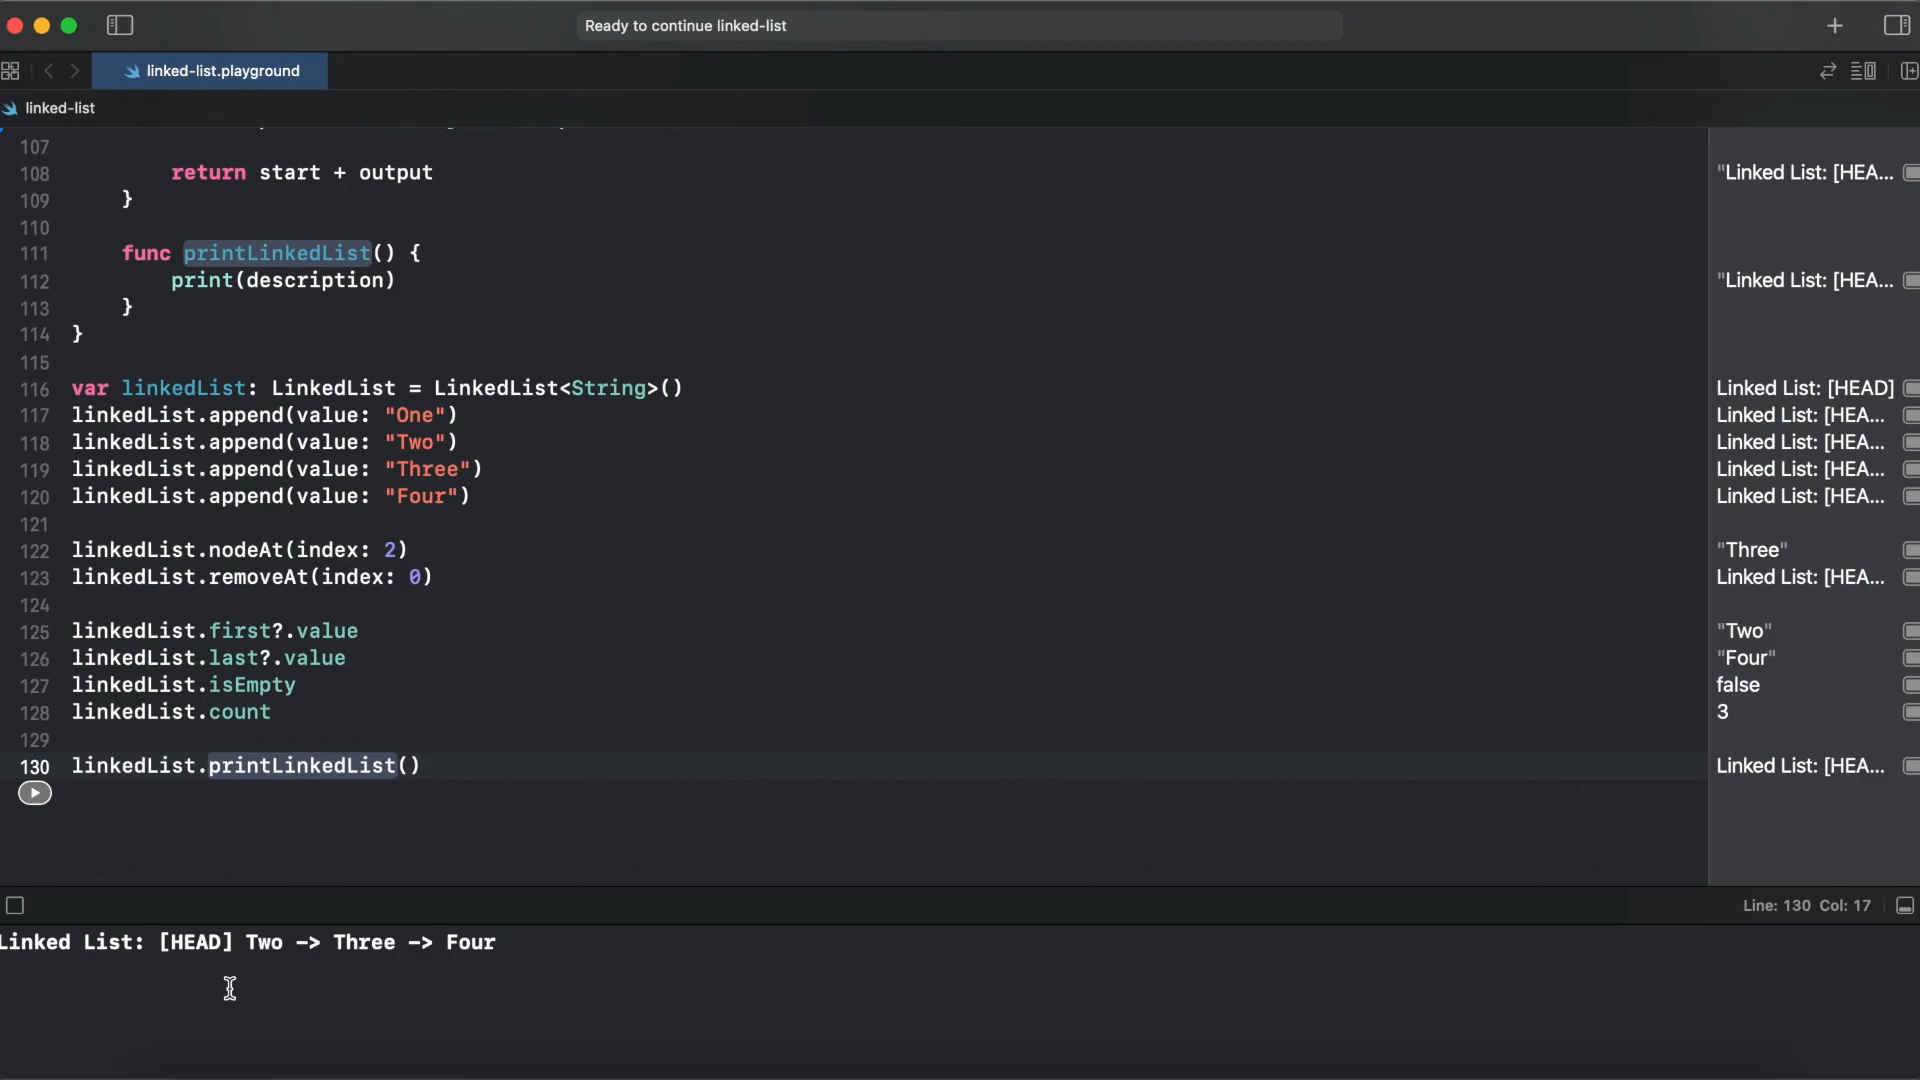 Ready to continue linked-list
linked-list.playground
linked-list
107
108 return start + output "Linked List: [HEA...
109 }
110
111 func printLinkedList() {
112 print(description) "Linked List: [HEA...
113 }
114 }
115
116 var linkedList: LinkedList = LinkedList<String>() Linked List: [HEAD]
117 linkedList.append(value: "One") Linked List: [HEA...
118 linkedList.append(value: "Two") Linked List: [HEA...
119 linkedList.append(value: "Three") Linked List: [HEA...
120 linkedList.append(value: "Four") Linked List: [HEA...
121
122 linkedList.nodeAt(index: 2) "Three"
123 linkedList.removeAt(index: 0) Linked List: [HEA...
124
125 linkedList.first?.value "Two"
126 linkedList.last?.value "Four"
127 linkedList.isEmpty false
128 linkedList.count 3
129
130 linkedList.printLinkedList() Linked List: [HEA...
Line: 130 Col: 17
Linked List: [HEAD] Two -> Three -> Four